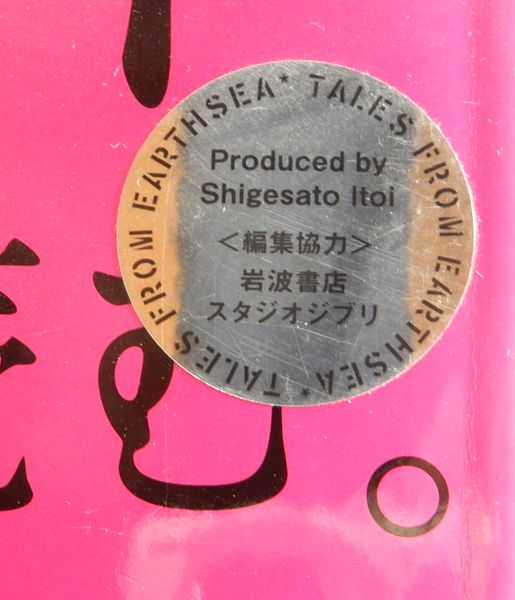 TALES FROM EARTHSEA* TALES FROM EARTHSEA*
Produced by
Shigesato Itoi
＜編集協力＞
岩波書店
スタジオジブリ
。